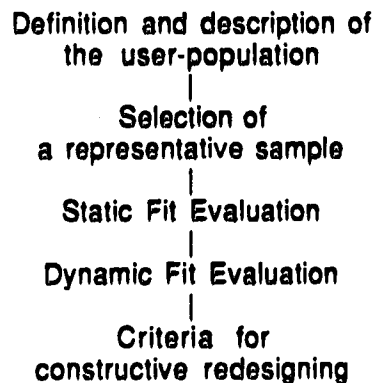 Definition and description of
the user-population
Selection of
a representative sample
Static Fit Evaluation
Dynamic Fit Evaluation
Criteria for
constructive redesigning